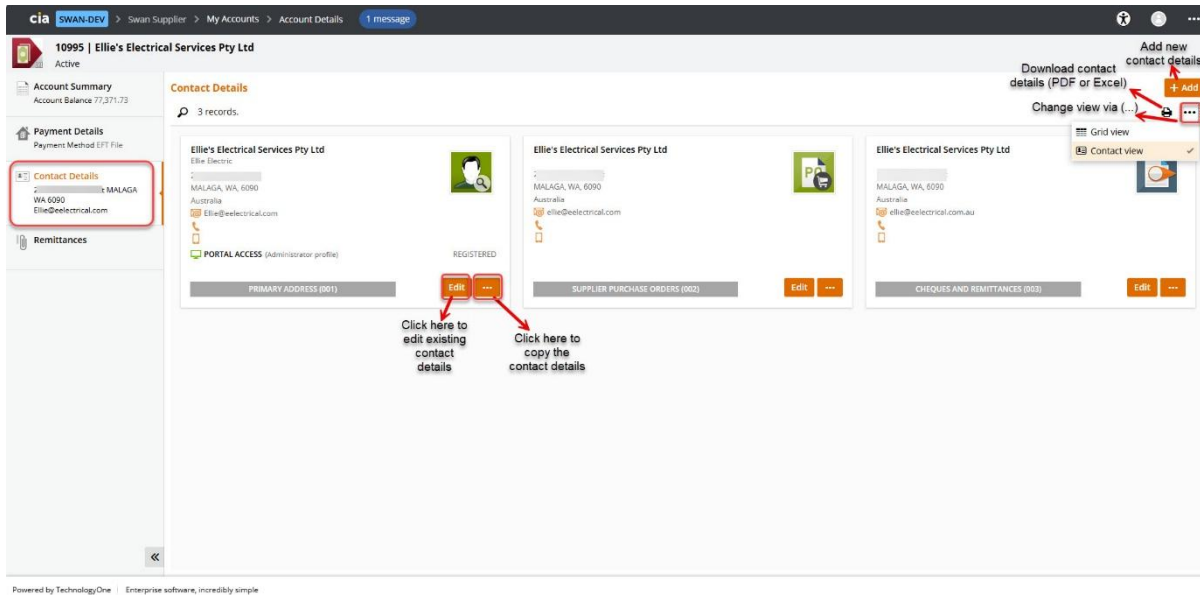 cia SWAN-DEV > Swan Supplier > My Accounts > Account Details 1 message
10995 | Ellie's Electrical Services Pty Ltd
Active
Add new
contact details
Download contact
details (PDF or Excel)
+ Add
Change view via (...)
Grid view
Contact view
Account Summary
Account Balance 77,371.73
Payment Details
Payment Method EFT File
Contact Details
MALAGA
WA 6090
Ellie@eelectrical.com
Remittances
Contact Details
3 records.
Ellie's Electrical Services Pty Ltd
Ellie Electric
MALAGA, WA, 6090
Australia
Ellie@eelectrical.com
PORTAL ACCESS (Administrator profile) REGISTERED
PRIMARY ADDRESS (001) Edit ...
Ellie's Electrical Services Pty Ltd
PO
MALAGA, WA, 6090
Australia
ellie@eelectrical.com
SUPPLIER PURCHASE ORDERS (002) Edit ...
Ellie's Electrical Services Pty Ltd
MALAGA, WA, 6090
Australia
ellie@eelectrical.com.au
CHEQUES AND REMITTANCES (003) Edit ...
Click here to
edit existing
contact
details
Click here to
copy the
contact details
Powered by TechnologyOne | Enterprise software, incredibly simple